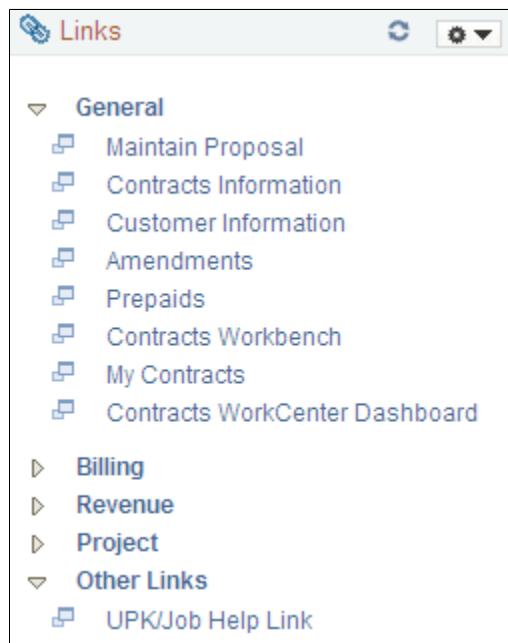 Links
General
Maintain Proposal
Contracts Information
Customer Information
Amendments
Prepaids
Contracts Workbench
My Contracts
Contracts WorkCenter Dashboard
Billing
Revenue
Project
Other Links
UPK/Job Help Link